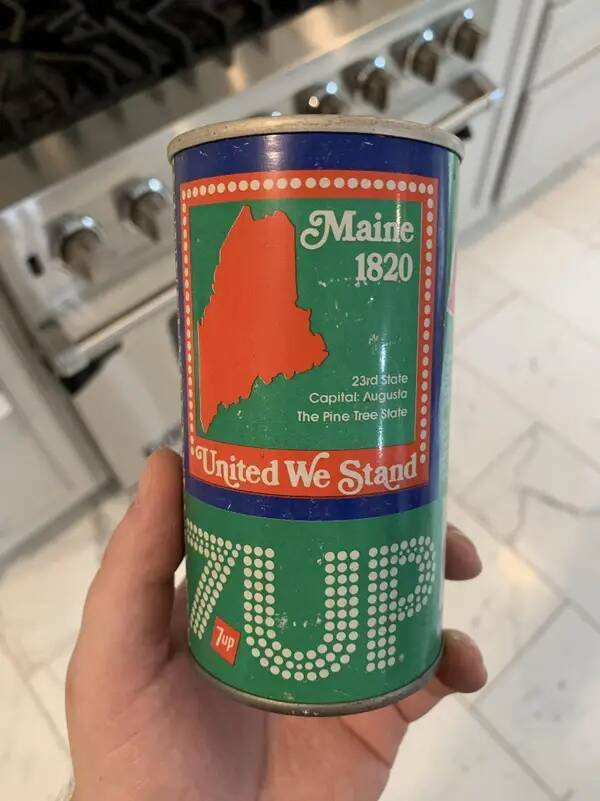 Maine
1820
23rd State
Capital: Augusta
The Pine Tree State
United We Stand
7UP
7up